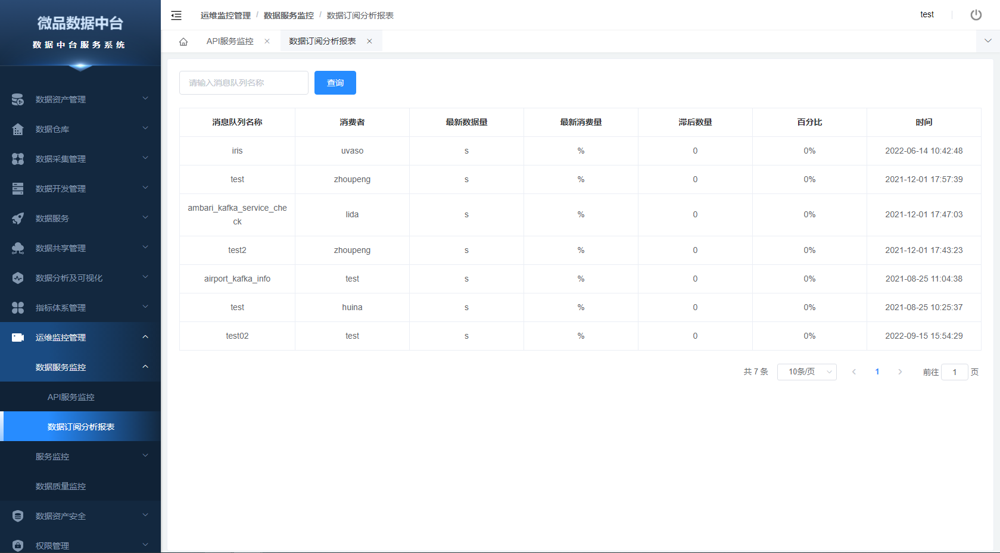 微品数据中台
数据中台服务系统
数据资产管理
数据仓库
数据采集管理
数据开发管理
数据服务
数据共享管理
数据分析及可视化
指标体系管理
运维监控管理
数据服务监控
API服务监控
数据订阅分析报表
服务监控
数据质量监控
数据资产安全
权限管理
运维监控管理 / 数据服务监控 / 数据订阅分析报表
test
API服务监控
数据订阅分析报表
请输入消息队列名称 查询
消息队列名称 消费者 最新数据量 最新消费量 滞后数量 百分比 时间
iris uvaso s % 0 0% 2022-06-14 10:42:48
test zhoupeng s % 0 0% 2021-12-01 17:57:39
ambari_kafka_service_che
ck lida s % 0 0% 2021-12-01 17:47:03
test2 zhoupeng s % 0 0% 2021-12-01 17:43:23
airport_kafka_info test s % 0 0% 2021-08-25 11:04:38
test huina s % 0 0% 2021-08-25 10:25:37
test02 test s % 0 0% 2022-09-15 15:54:29
共 7 条 10条/页 1 前往 1 页